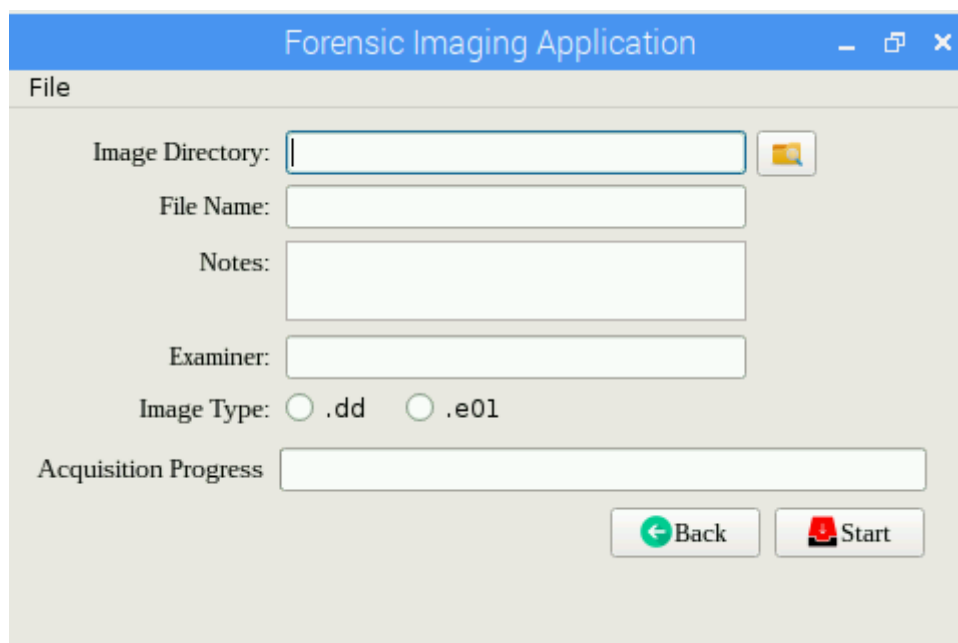 Forensic Imaging Application
File
Image Directory:
File Name:
Notes:
Examiner:
Image Type: .dd .e01
Acquisition Progress
Back Start